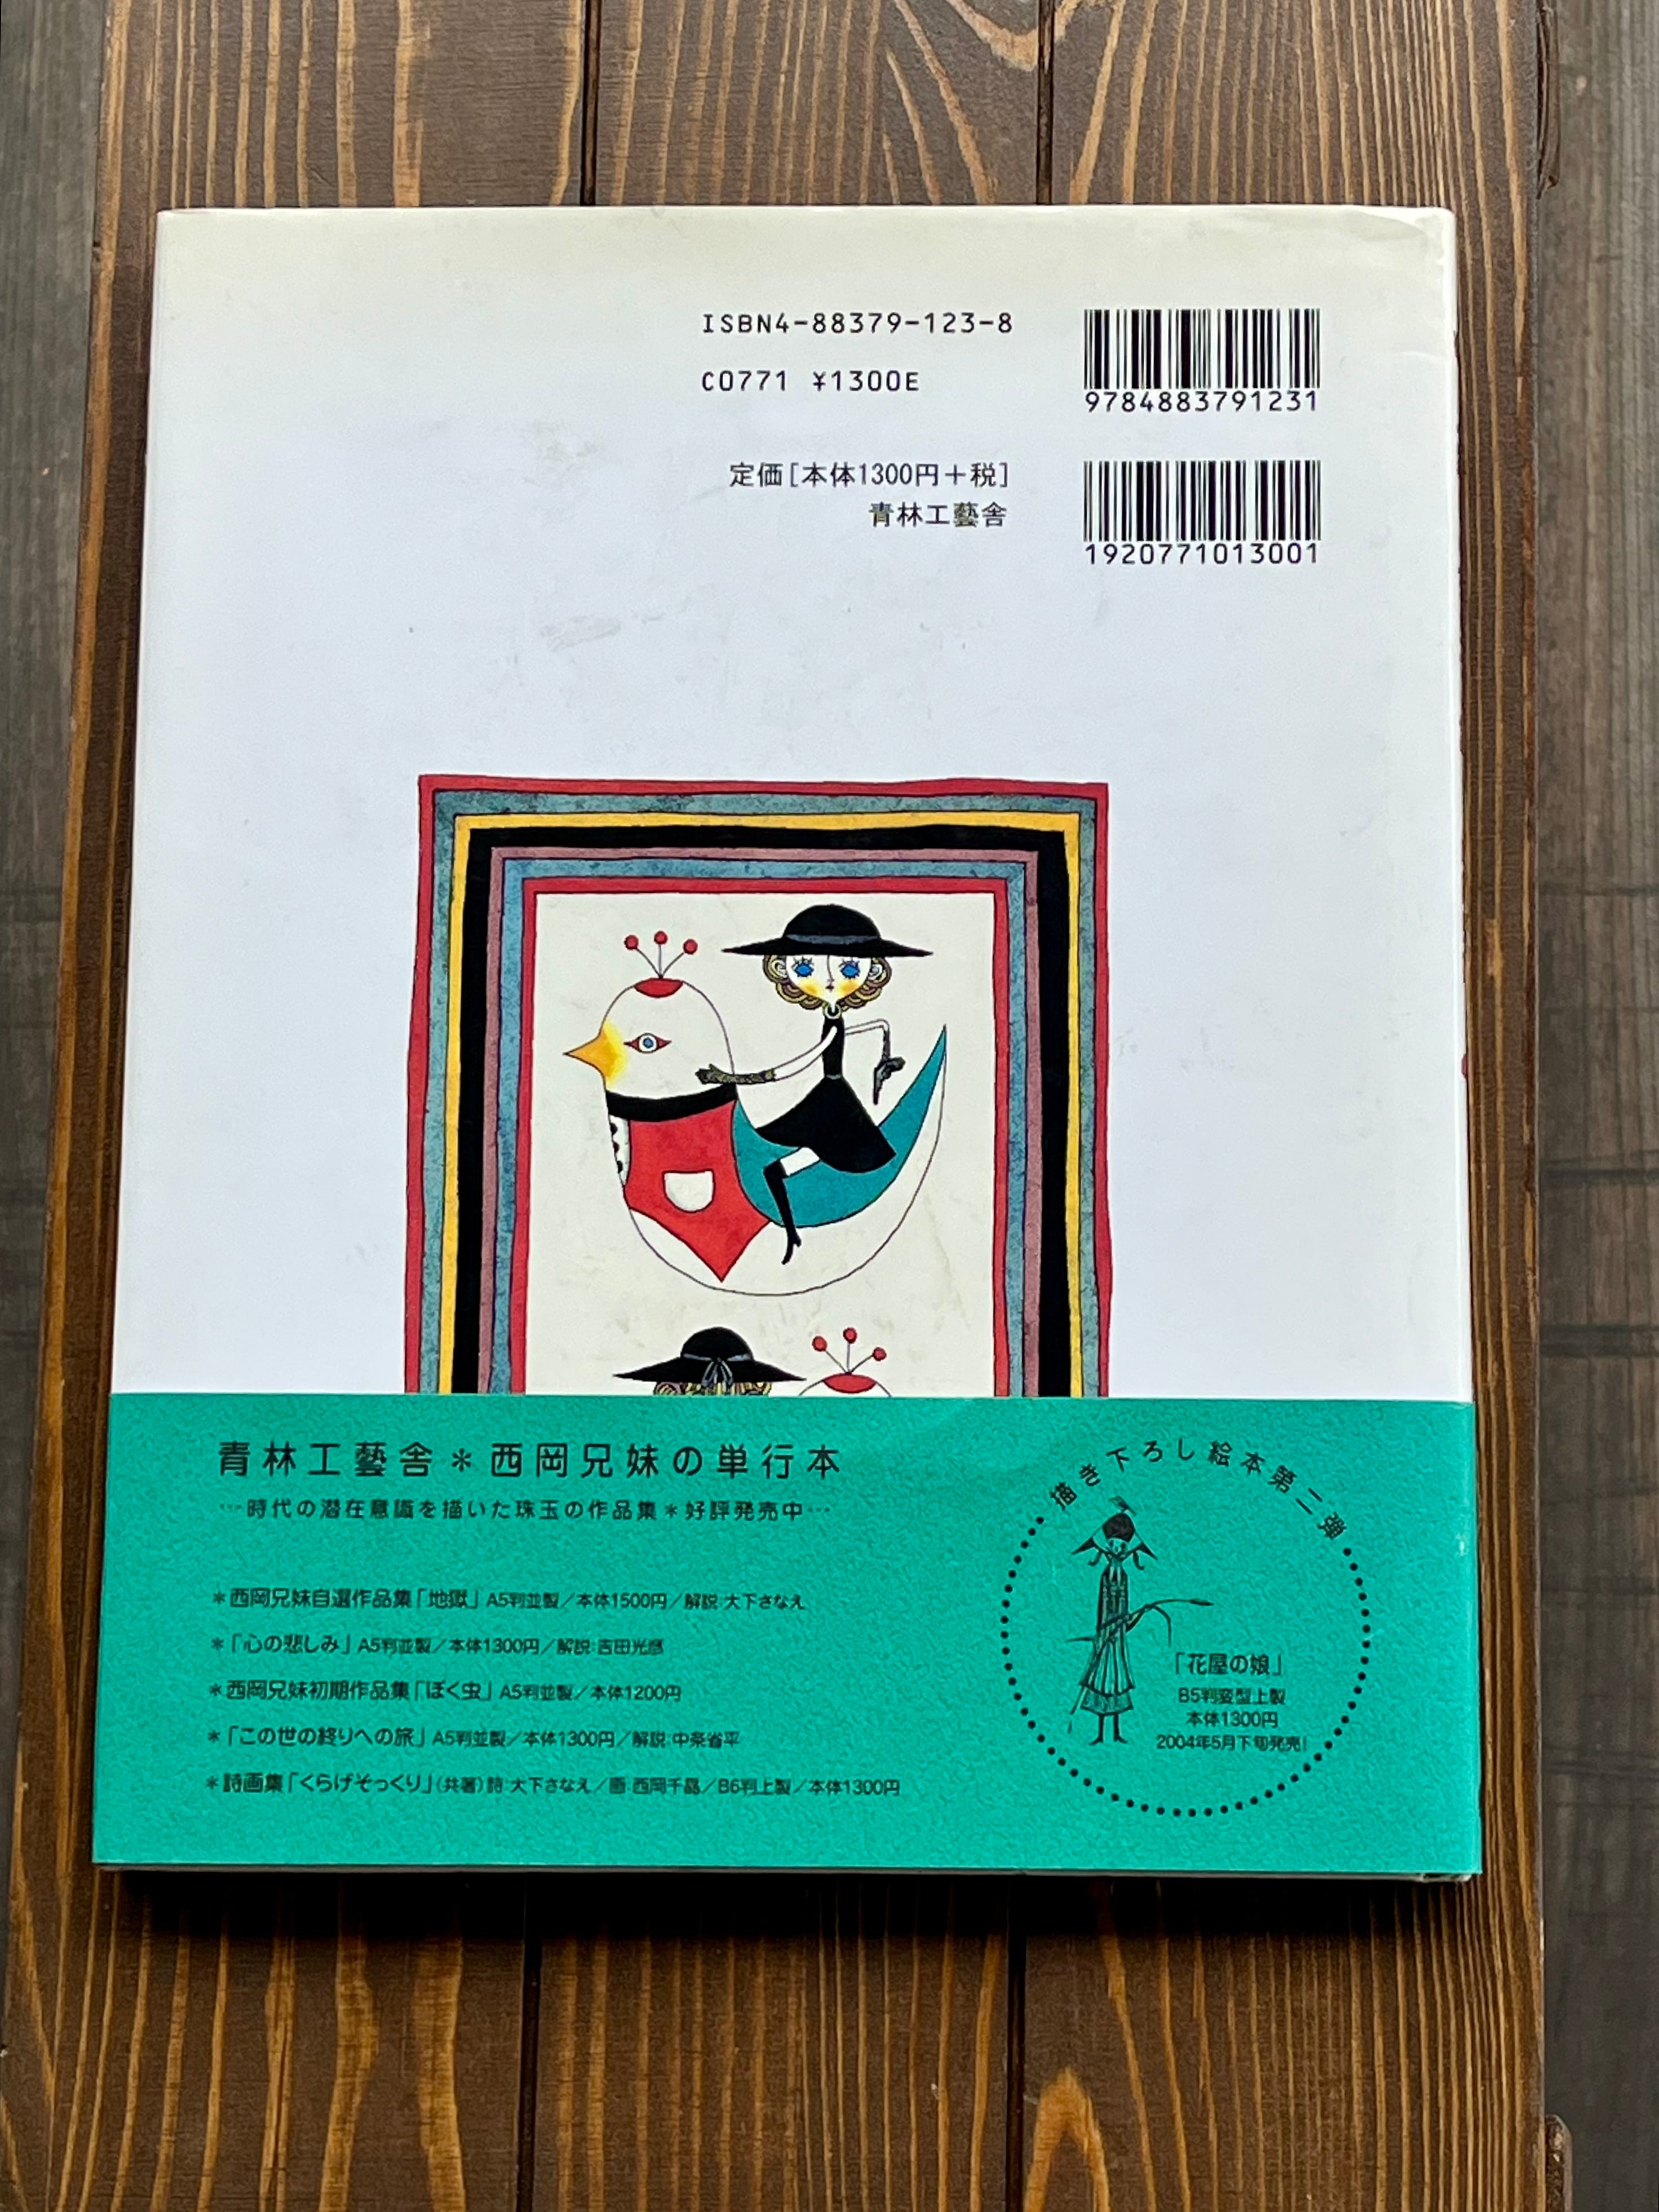 ISBN4-88379-123-8
C0771 ¥1300E
9784883791231
定価[本体1300円+税]
青林工藝舎
1920771013001
青林工藝舎＊西岡兄妹の単行本
…時代の潜在意識を描いた珠玉の作品集＊好評発売中…
＊西岡兄妹自選作品集「地獄」A5判並製／本体1500円／解説：大下さなえ
＊「心の悲しみ」A5判並製／本体1300円／解説：吉田光彦
＊西岡兄妹初期作品集「ぼく虫」A5判並製／本体1200円
＊「この世の終りへの旅」A5判並製／本体1300円／解説：中条省平
＊詩画集「くらげそっくり」（共著）詩：大下さなえ／画：西岡千晶／B6判上製／本体1300円
描き下ろし絵本第二弾
「花屋の娘」
B5判変型上製
本体1300円
2004年5月下旬発売!